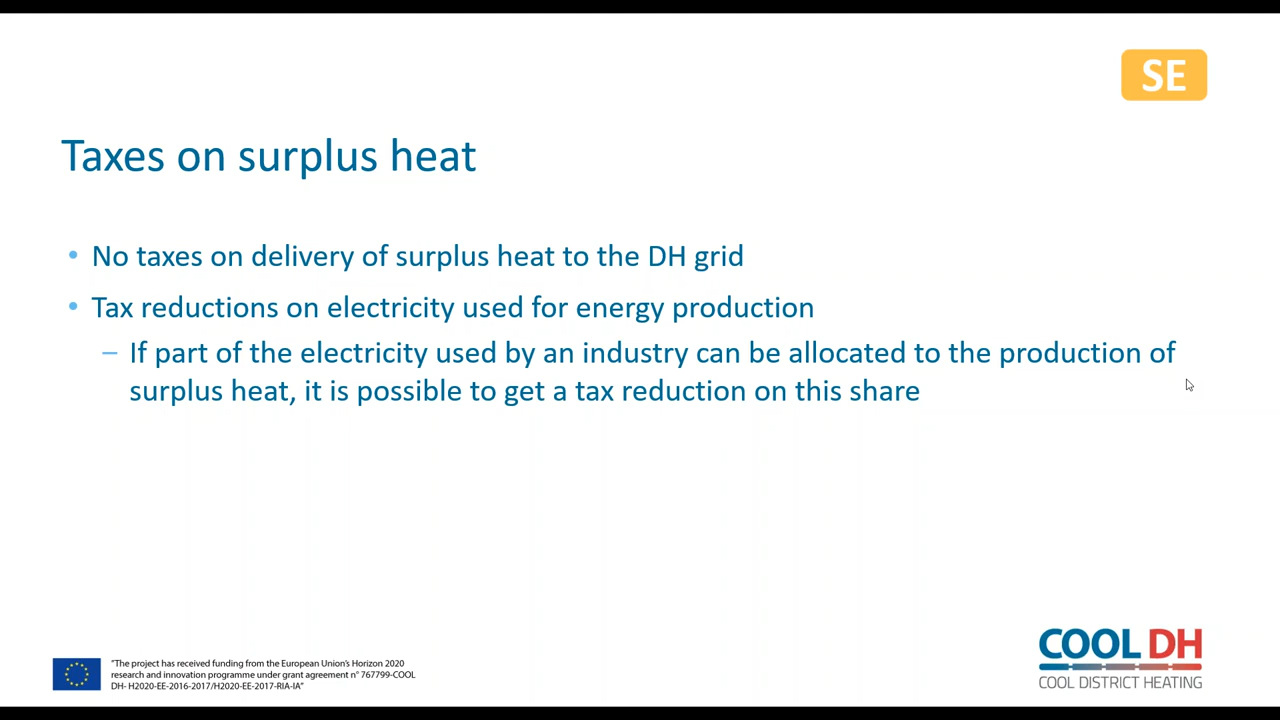 SE
Taxes on surplus heat
• No taxes on delivery of surplus heat to the DH grid
• Tax reductions on electricity used for energy production
– If part of the electricity used by an industry can be allocated to the production of
surplus heat, it is possible to get a tax reduction on this share
"The project has received funding from the European Union's Horizon 2020
research and innovation programme under grant agreement n° 767799-COOL
DH- H2020-EE-2016-2017/H2020-EE-2017-RIA-IA"
COOL DH
COOL DISTRICT HEATING